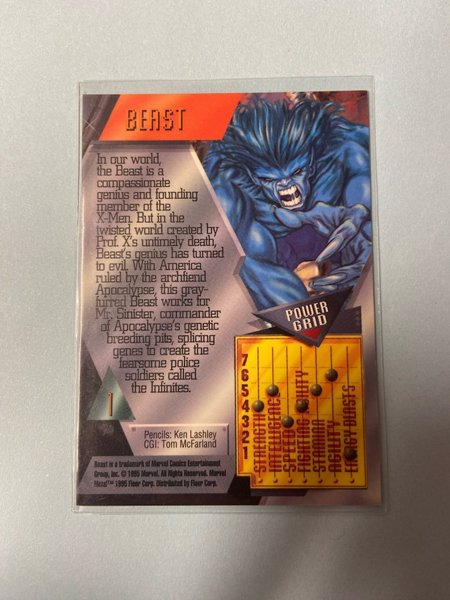 BEAST
In our world,
the Beast is a
compassionate
genius and founding
member of the
X-Men. But in the
twisted world created by
Prof. X's untimely death,
Beast's genius has turned
to evil. With America
ruled by the archfiend
Apocalypse, this gray-
furred Beast works for
Mr. Sinister, commander
of Apocalypse's genetic
breeding pits, splicing
genes to create the
fearsome police
soldiers called
the Infinites.
1
Pencils: Ken Lashley
CGI: Tom McFarland
Beast is a trademark of Marvel Comics Entertainment
Group, Inc. © 1995 Marvel. All Rights Reserved. Marvel
Metal™ 1995 Fleer Corp. Distributed by Fleer Corp.
POWER
GRID
7
6
5
4
3
2
1
STRENGTH
INTELLIGENCE
SPEED
FIGHTING ABILITY
STAMINA
AGILITY
ENERGY BLASTS